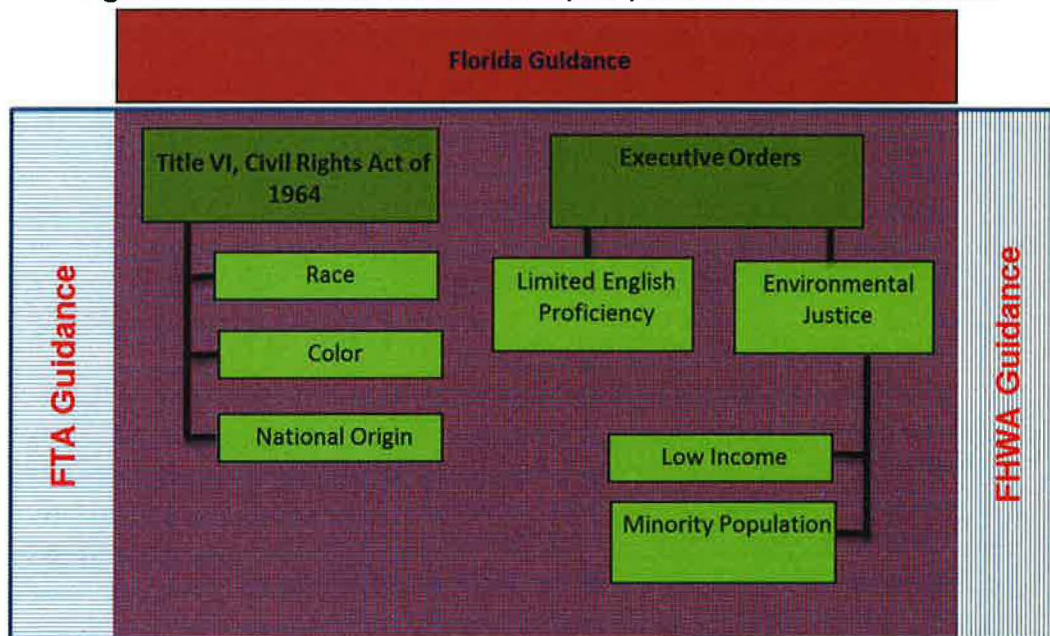 Florida Guidance
Title VI, Civil Rights Act of
1964
Race
Color
National Origin
Executive Orders
Limited English
Proficiency
Environmental
Justice
Low Income
Minority Population
FTA Guidance
FHWA Guidance